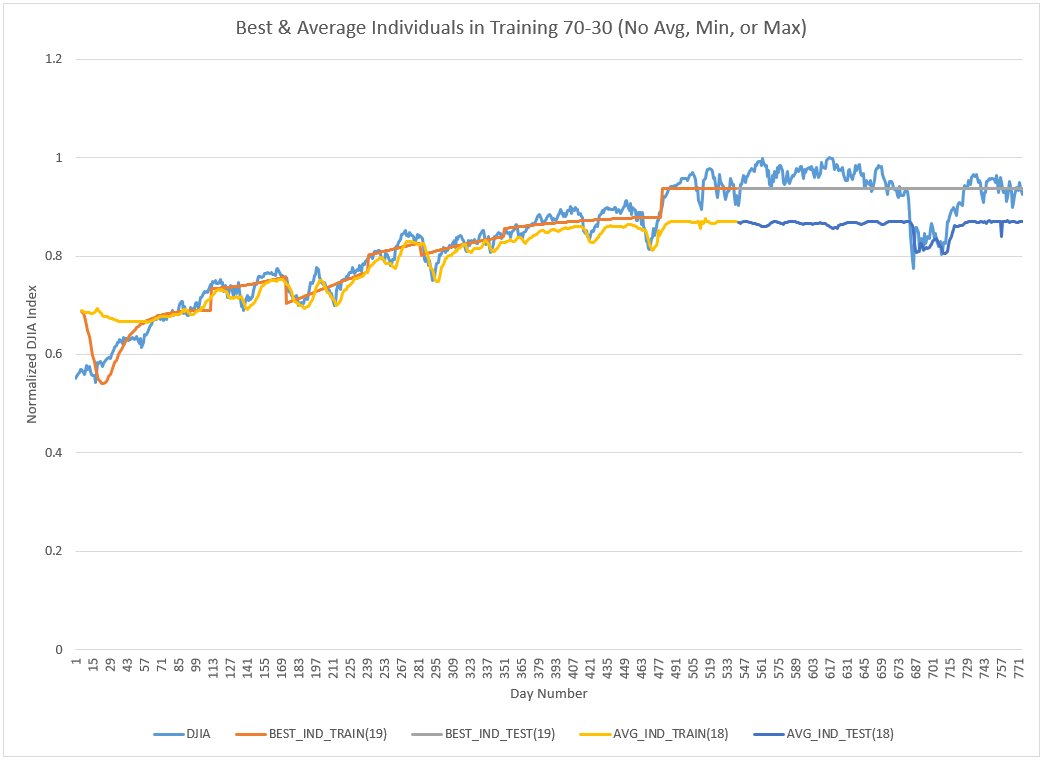 Best & Average Individuals in Training 70-30 (No Avg, Min, or Max)
1.2
1
0.8
0.6
0.4
0.2
0
Normalized DJIA Index
1 15 29 43 57 71 85 99 113 127 141 155 169 183 197 211 225 239 253 267 281 295 309 323 337 351 365 379 393 407 421 435 449 463 477 491 505 519 533 547 561 575 589 603 617 631 645 659 673 687 701 715 729 743 757 771
Day Number
DJIA BEST_IND_TRAIN(19) BEST_IND_TEST(19) AVG_IND_TRAIN(18) AVG_IND_TEST(18)